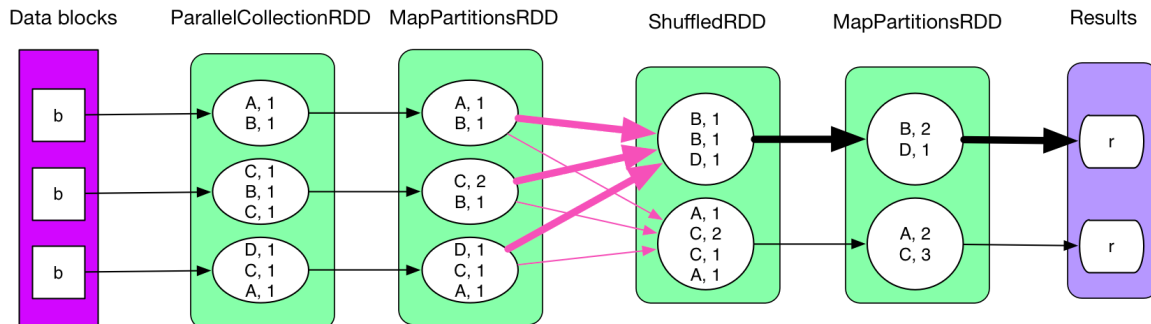 Data blocks
ParallelCollectionRDD
MapPartitionsRDD
ShuffledRDD
MapPartitionsRDD
Results
b
b
b
A, 1
B, 1
C, 1
B, 1
C, 1
D, 1
C, 1
A, 1
A, 1
B, 1
C, 2
B, 1
D, 1
C, 1
A, 1
B, 1
B, 1
D, 1
A, 1
C, 2
C, 1
A, 1
B, 2
D, 1
A, 2
C, 3
r
r